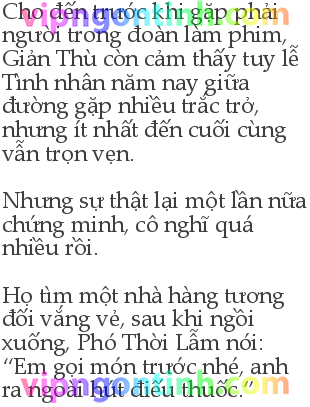 Cho đến trước khi gặp phải
người trong đoàn làm phim,
Giản Thù còn cảm thấy tuy lễ
Tình nhân năm nay giữa
đường gặp nhiều trắc trở,
nhưng ít nhất đến cuối cùng
vẫn trọn vẹn.
Nhưng sự thật lại một lần nữa
chứng minh, cô nghĩ quá
nhiều rồi.
Họ tìm một nhà hàng tương
đối vắng vẻ, sau khi ngồi
xuống, Phó Thời Lẫm nói:
“Em gọi món trước nhé, anh
ra ngoài hút điếu thuốc.”
vipngontinh.com
vipngontinh.com